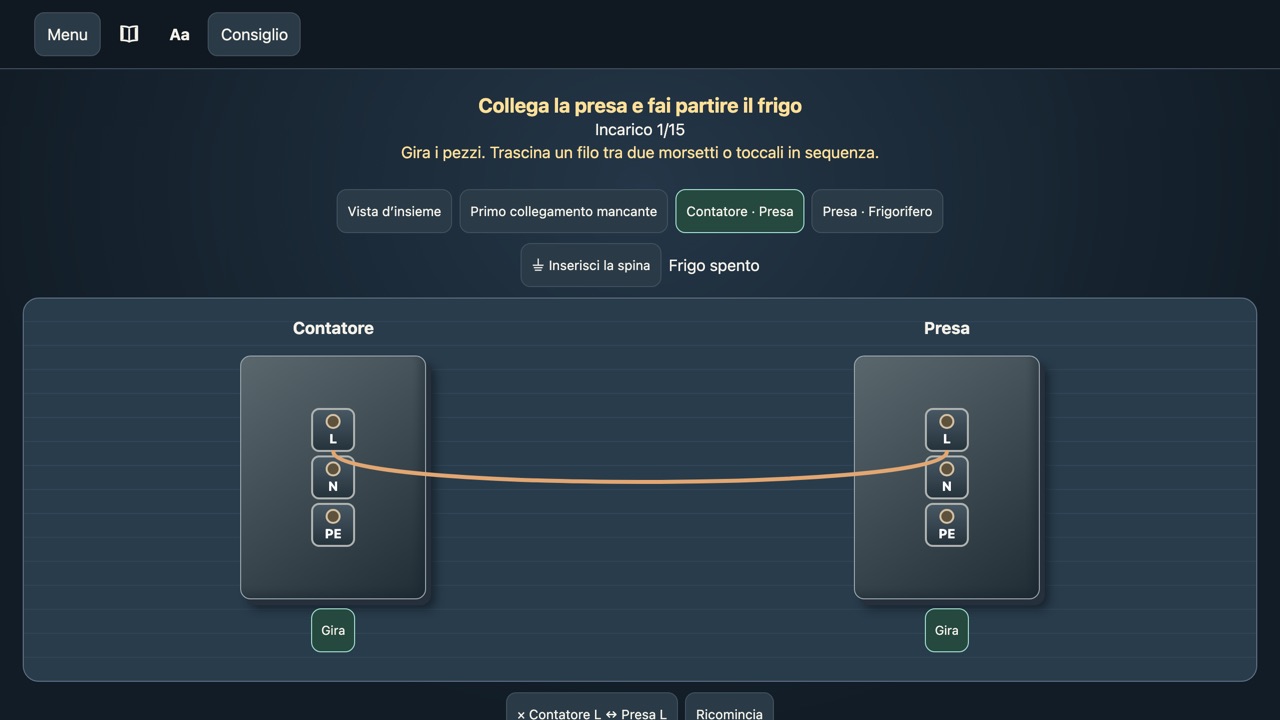 Menu Aa Consiglio
Collega la presa e fai partire il frigo
Incarico 1/15
Gira i pezzi. Trascina un filo tra due morsetti o toccali in sequenza.
Vista d’insieme Primo collegamento mancante Contatore · Presa Presa · Frigorifero
Inserisci la spina Frigo spento
Contatore Presa
L L
N N
PE PE
Gira Gira
× Contatore L ↔ Presa L Ricomincia